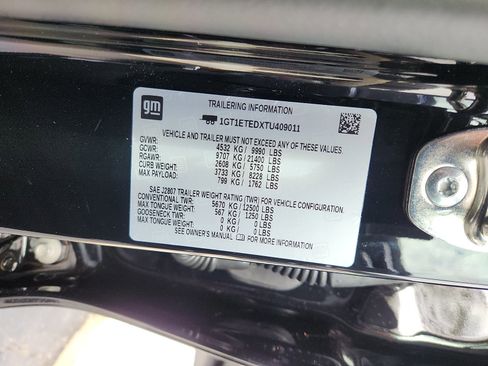 gm
TRAILERING INFORMATION
1GT1ETEDXTU409011
VEHICLE AND TRAILER MUST NOT EXCEED ANY OF THESE VALUES
GVWR: 4532 KG / 9990 LBS
GCWR: 9707 KG / 21400 LBS
RGAWR: 2608 KG / 5750 LBS
CURB WEIGHT: 3733 KG / 8228 LBS
MAX PAYLOAD: 799 KG / 1762 LBS
SAE J2807 TRAILER WEIGHT RATING (TWR) FOR VEHICLE CONFIGURATION.
CONVENTIONAL TWR: 5670 KG / 12500 LBS
MAX TONGUE WEIGHT: 567 KG / 1250 LBS
GOOSENECK TWR: 0 KG / 0 LBS
MAX TONGUE WEIGHT: 0 KG / 0 LBS
SEE OWNER'S MANUAL FOR MORE INFORMATION